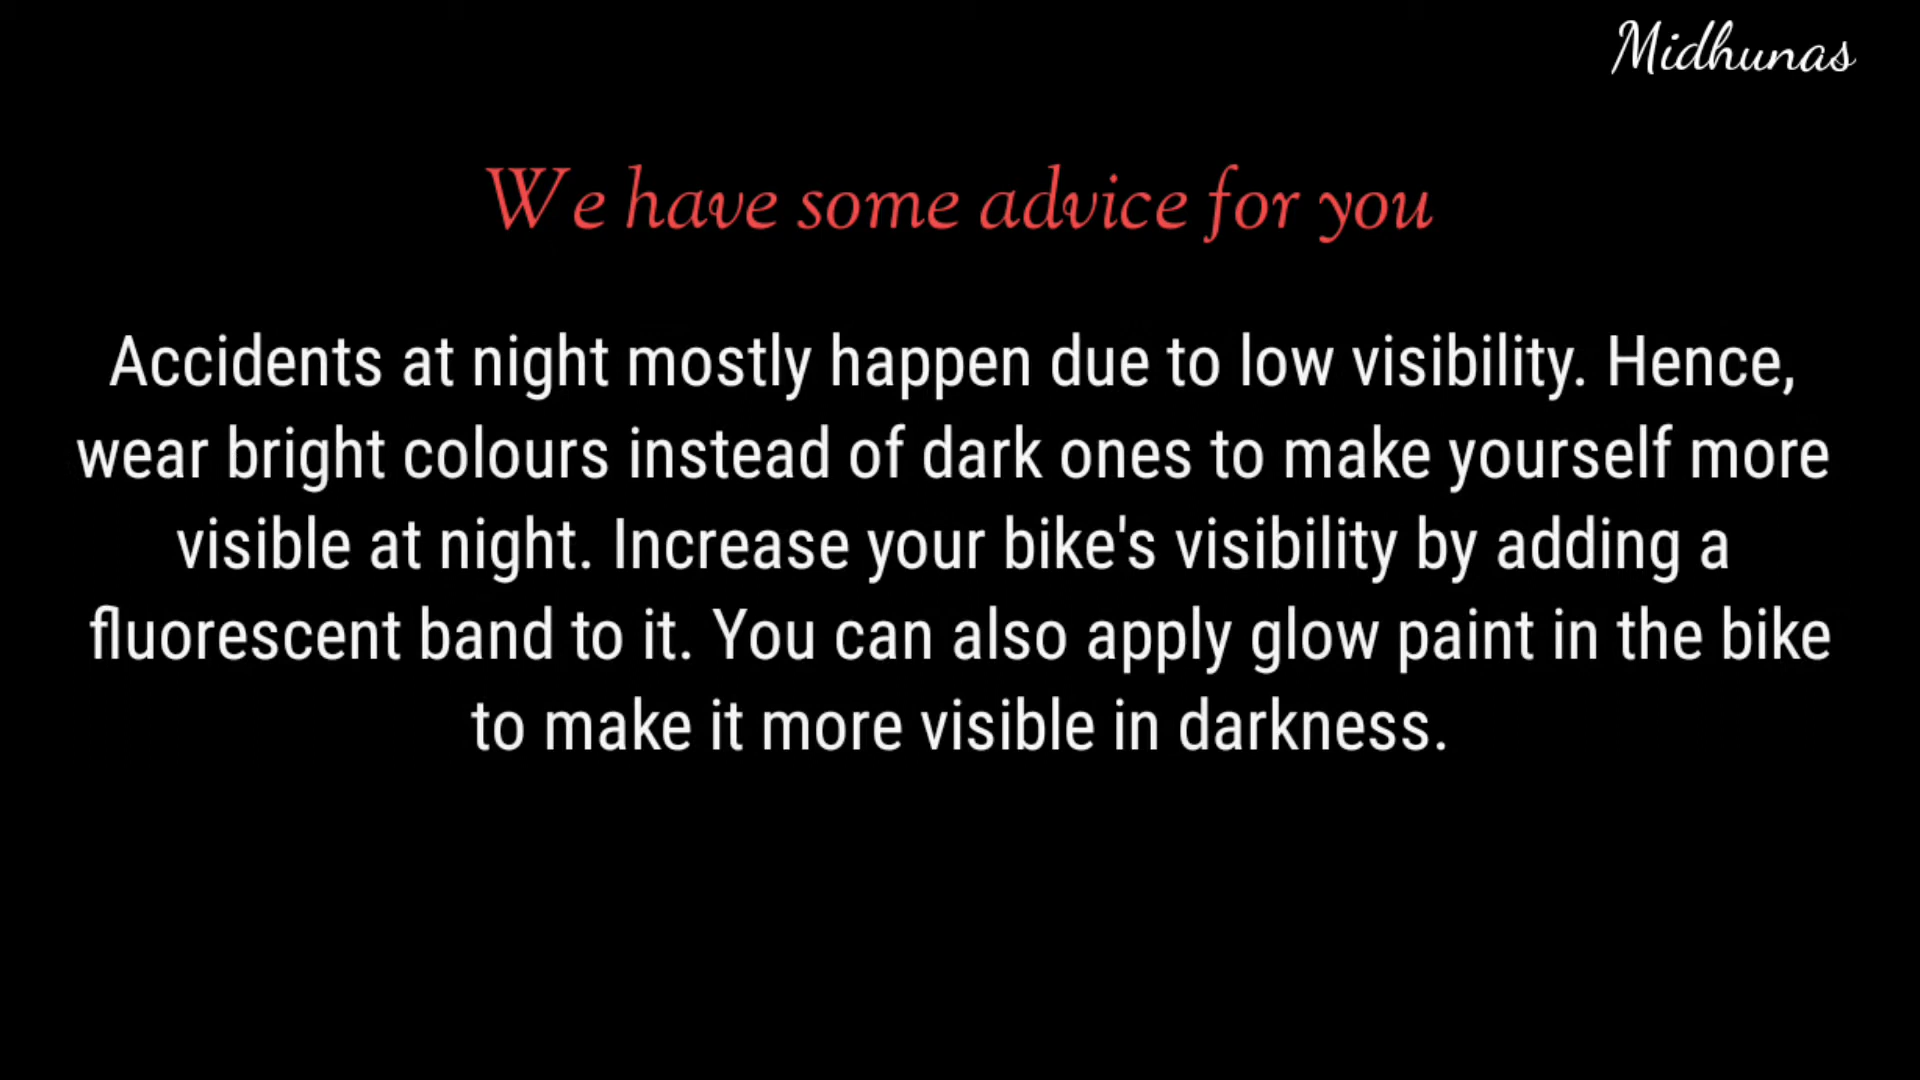 Midhunas
We have some advice for you
Accidents at night mostly happen due to low visibility. Hence,
wear bright colours instead of dark ones to make yourself more
visible at night. Increase your bike's visibility by adding a
fluorescent band to it. You can also apply glow paint in the bike
to make it more visible in darkness.